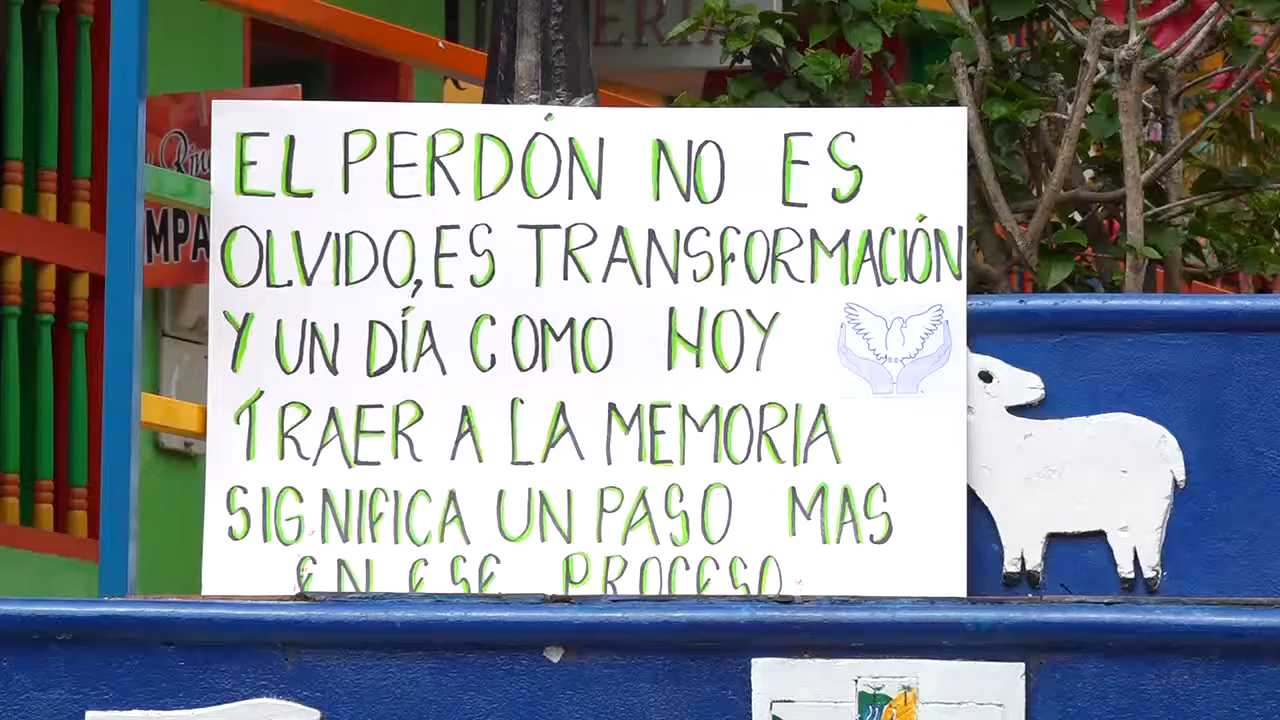 EL PERDÓN NO ES
OLVIDO, ES TRANSFORMACIÓN
Y UN DÍA COMO HOY
TRAER A LA MEMORIA
SIGNIFICA UN PASO MAS
EN ESE PROCESO